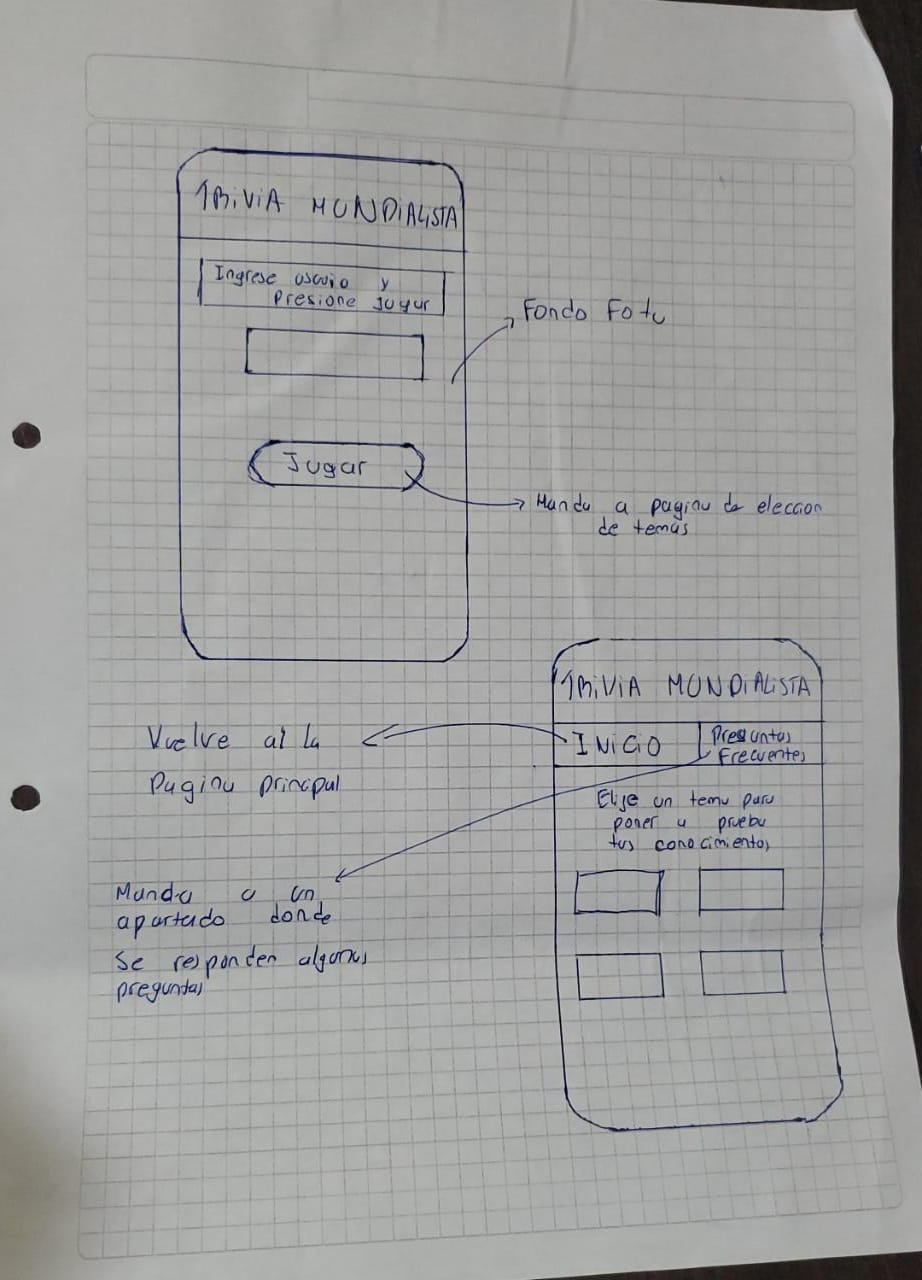 TRIVIA MUNDIALISTA
Ingrese usuario y
Presione Jugar
Fondo Foto
Jugar
Manda a pagina de eleccion
de temas
TRIVIA MUNDIALISTA
INICIO
Preguntas
Frecuentes
Vuelve al la
Pagina principal
Elije un tema para
poner a prueba
tus conocimientos
Manda a un
apartado donde
Se responden algunas
preguntas